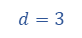 d = 3